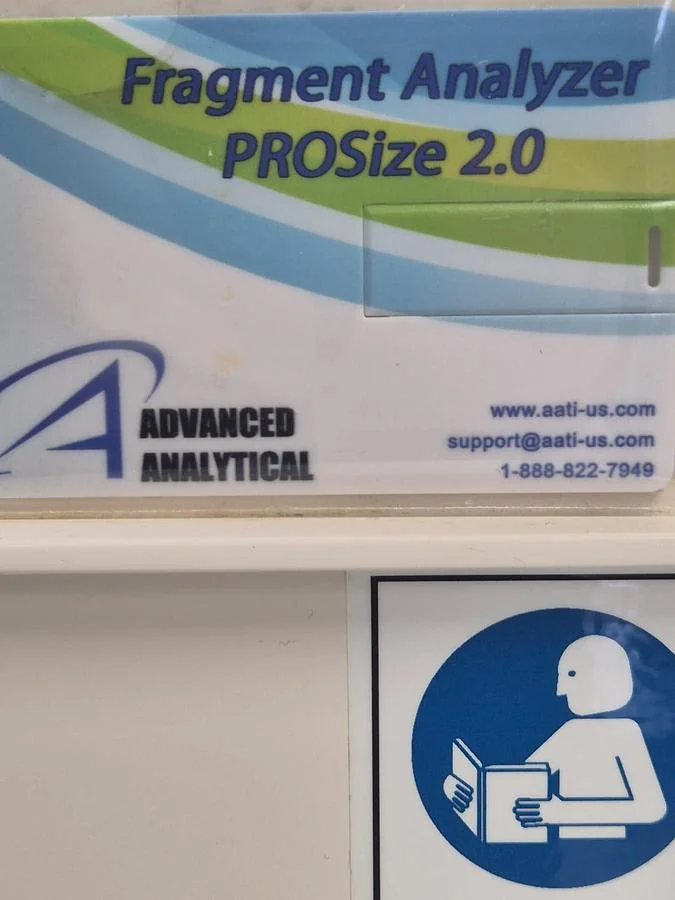 Fragment Analyzer
PROSize 2.0
ADVANCED
ANALYTICAL
www.aati-us.com
support@aati-us.com
1-888-822-7949